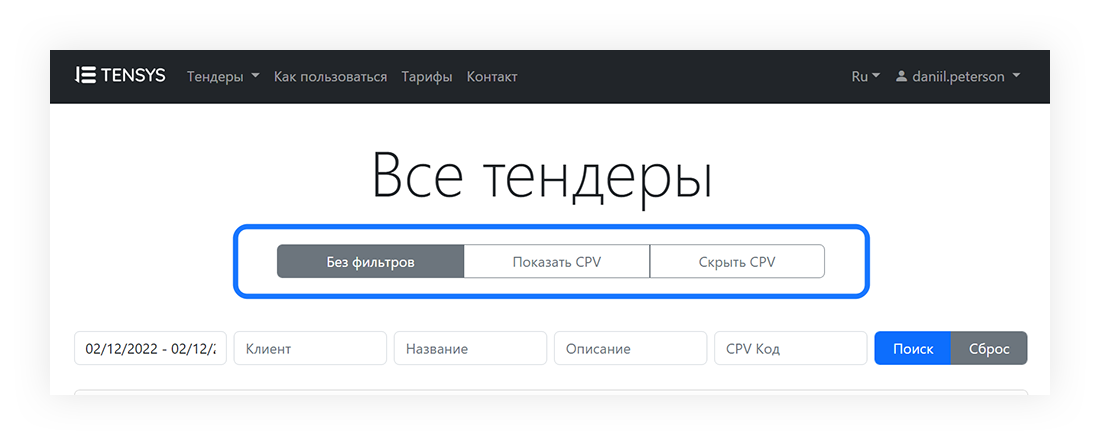 TENSYS Тендеры Как пользоваться Тарифы Контакт Ru daniil.peterson
Все тендеры
Без фильтров Показать CPV Скрыть CPV
02/12/2022 - 02/12/2 Клиент Название Описание CPV Код Поиск Сброс